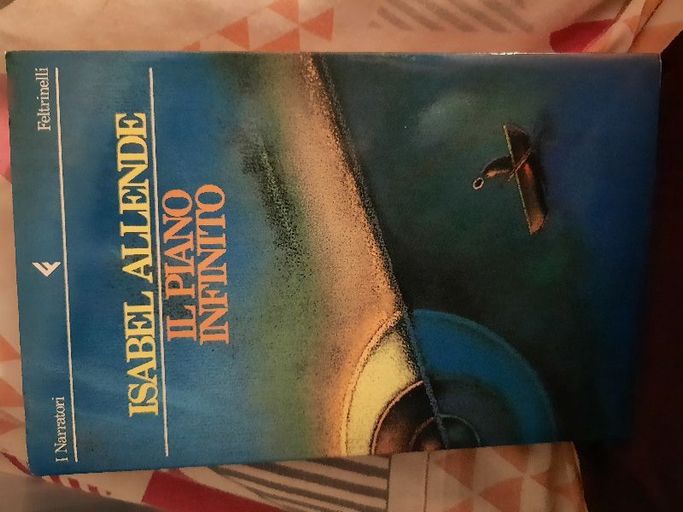 I Narratori Feltrinelli
ISABEL ALLENDE
IL PIANO
INFINITO